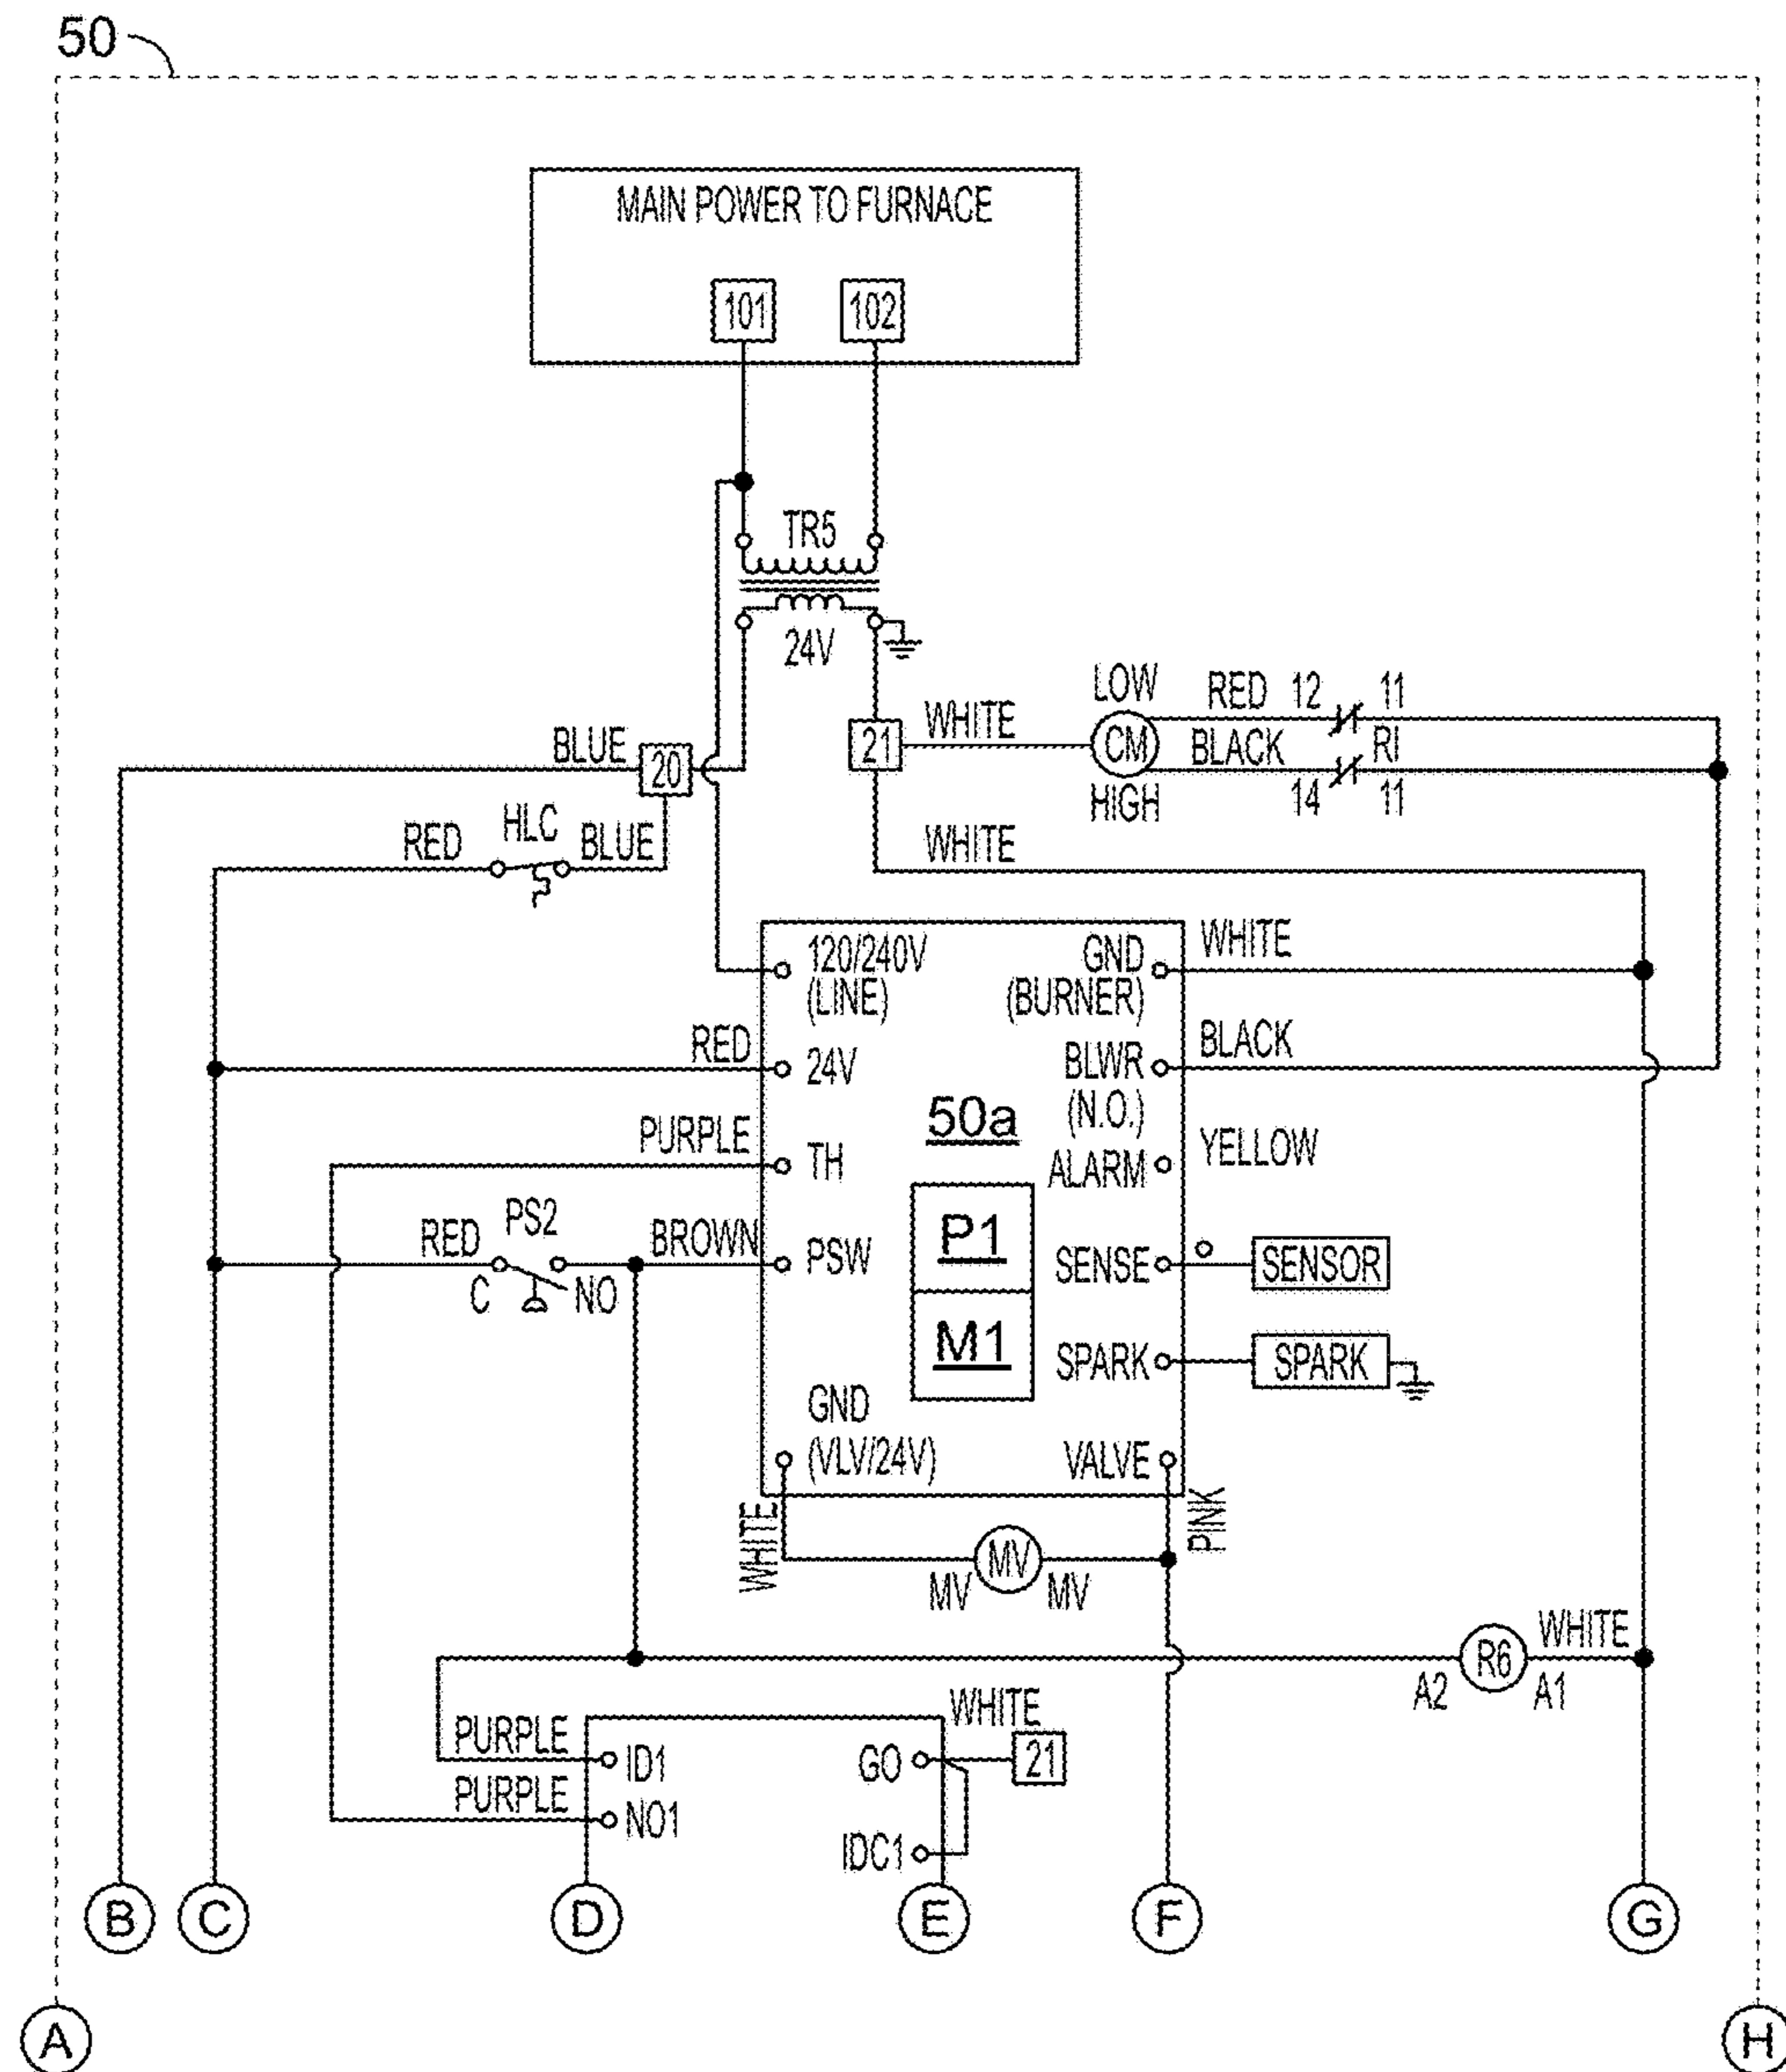 50
MAIN POWER TO FURNACE
101 102
TR5
24V
LOW RED 12 11
WHITE
21 CM BLACK RI
BLUE 20
HIGH 14 11
HLC
RED BLUE
WHITE
120/240V GND WHITE
(LINE) (BURNER)
RED 24V BLWR BLACK
(N.O.)
50a
PURPLE TH ALARM YELLOW
PS2
RED BROWN PSW P1 SENSE SENSOR
C NO
M1 SPARK SPARK
GND
(VLV/24V) VALVE
WHITE PINK
MV
MV MV
WHITE
R6
A2 A1
WHITE
PURPLE ID1 GO 21
PURPLE NO1
IDC1
B C D E F G
A H